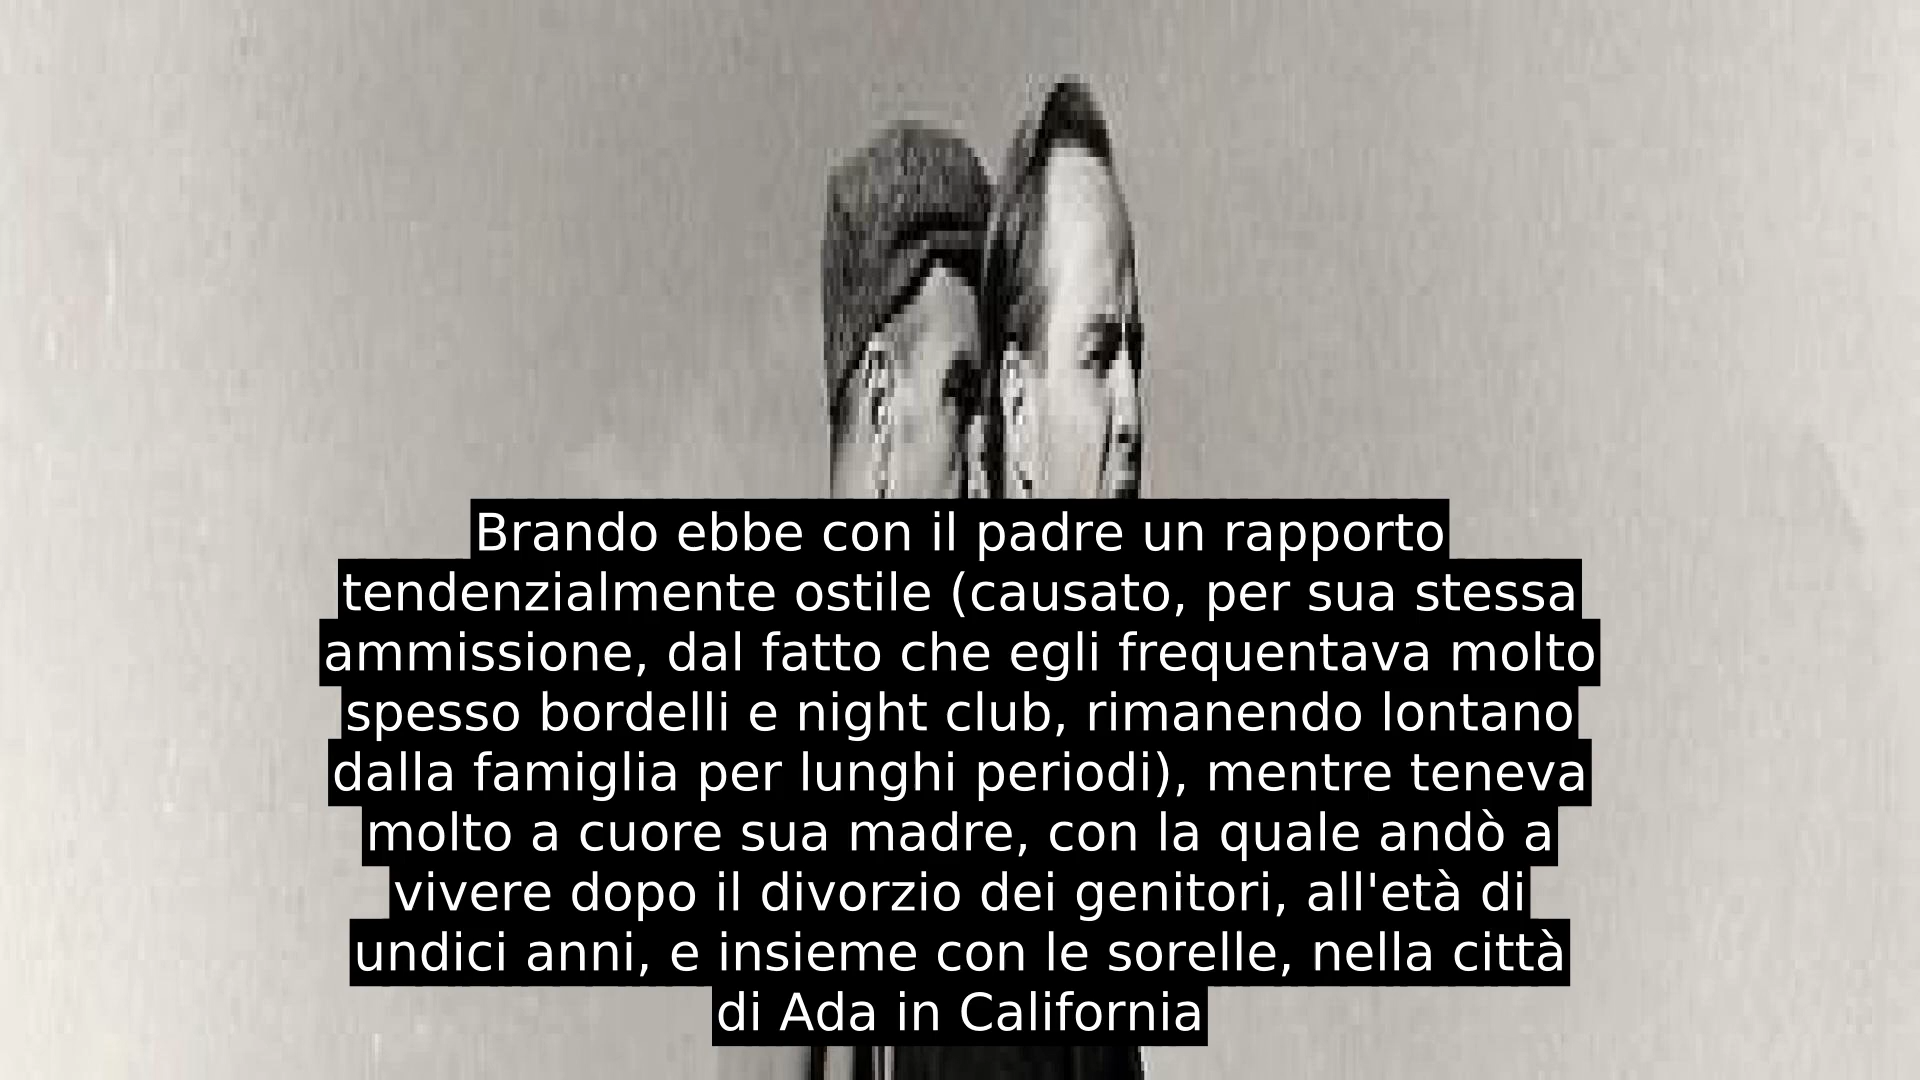 Brando ebbe con il padre un rapporto
tendenzialmente ostile (causato, per sua stessa
ammissione, dal fatto che egli frequentava molto
spesso bordelli e night club, rimanendo lontano
dalla famiglia per lunghi periodi), mentre teneva
molto a cuore sua madre, con la quale andò a
vivere dopo il divorzio dei genitori, all'età di
undici anni, e insieme con le sorelle, nella città
di Ada in California